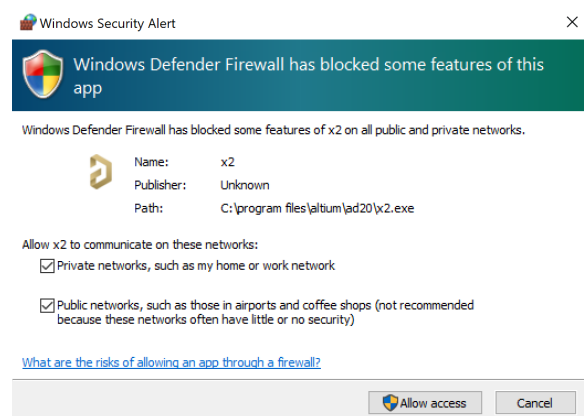 Windows Security Alert
Windows Defender Firewall has blocked some features of this
app
Windows Defender Firewall has blocked some features of x2 on all public and private networks.
Name: x2
Publisher: Unknown
Path: C:\program files\altium\ad20\x2.exe
Allow x2 to communicate on these networks:
Private networks, such as my home or work network
Public networks, such as those in airports and coffee shops (not recommended
because these networks often have little or no security)
What are the risks of allowing an app through a firewall?
Allow access Cancel